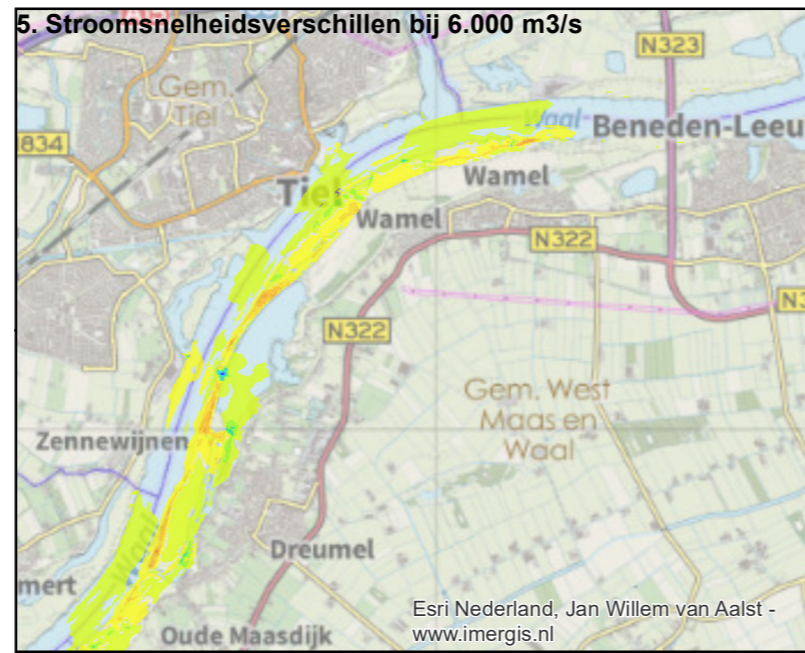 5. Stroomsnelheidsverschillen bij 6.000 m3/s
N323
Gem.
Tiel
834
Waal
Beneden-Leeu
Tiel
Wamel
Wamel
N322
N3
N322
Gem. West
Maas en
Waal
Zennewijnen
Waal
Dreumel
mert
Oude Maasdijk
Esri Nederland, Jan Willem van Aalst -
www.imergis.nl